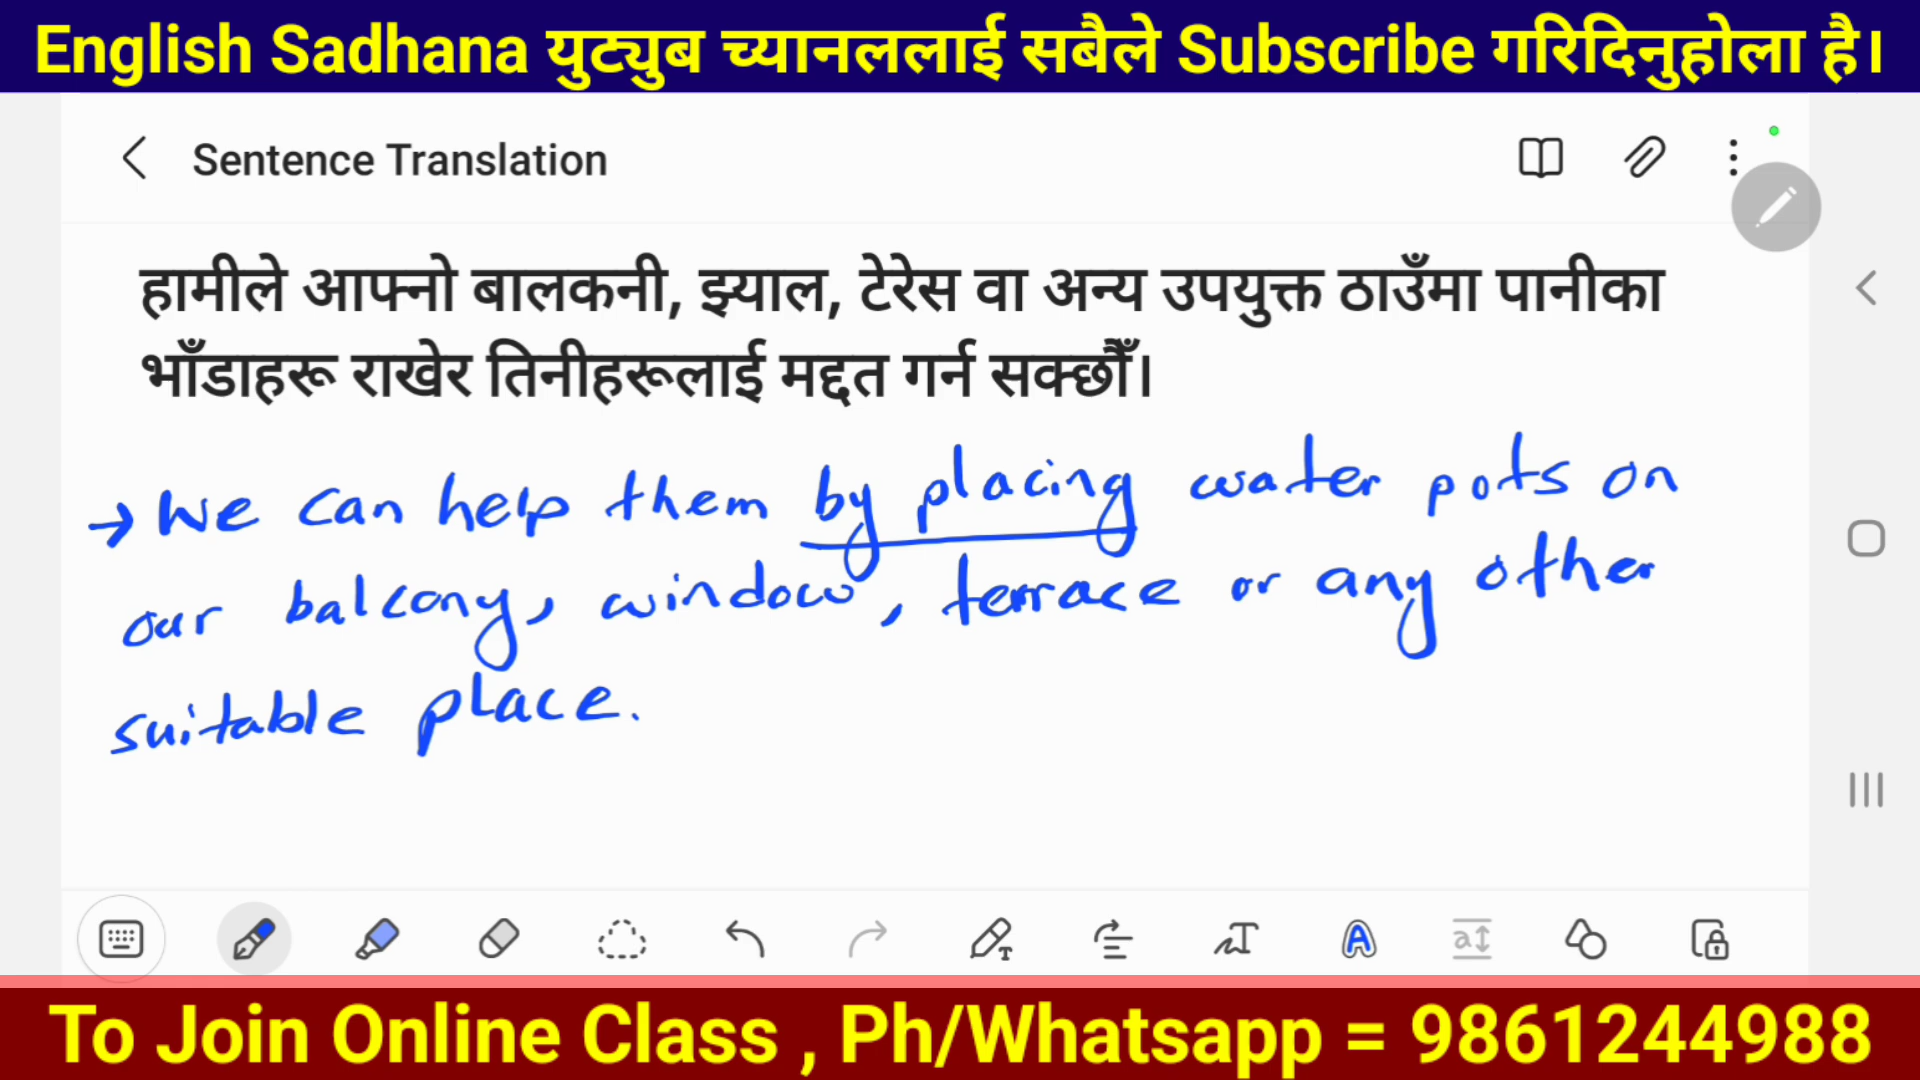 English Sadhana युट्युब च्यानललाई सबैले Subscribe गरिदिनुहोला है।
Sentence Translation
हामीले आफ्नो बालकनी, झ्याल, टेरेस वा अन्य उपयुक्त ठाउँमा पानीका
भाँडाहरू राखेर तिनीहरूलाई मद्दत गर्न सक्छौँ।
→ We can help them by placing water pots on
our balcony, window, terrace or any other
suitable place.
To Join Online Class , Ph/Whatsapp = 9861244988